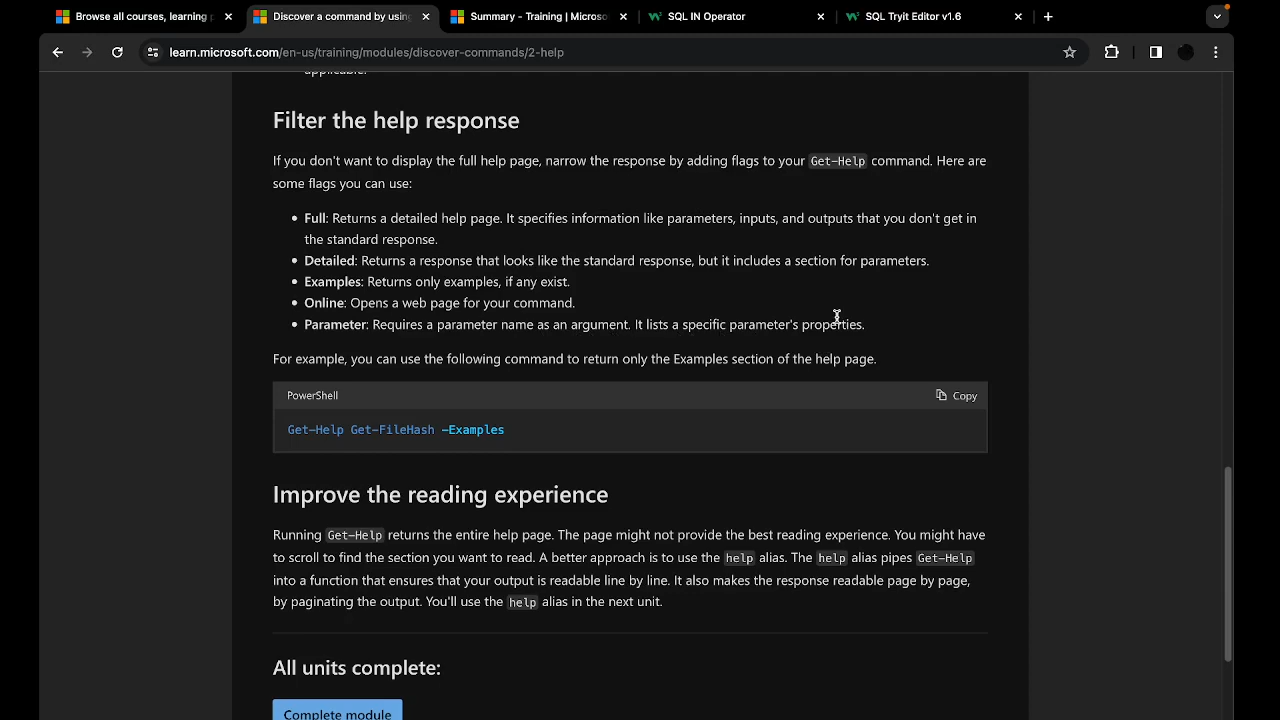 Browse all courses, learning p
Discover a command by using
Summary - Training | Microso
SQL IN Operator
SQL Tryit Editor v1.6
learn.microsoft.com/en-us/training/modules/discover-commands/2-help
applicable.
Filter the help response
If you don't want to display the full help page, narrow the response by adding flags to your Get-Help command. Here are
some flags you can use:
• Full: Returns a detailed help page. It specifies information like parameters, inputs, and outputs that you don't get in
the standard response.
• Detailed: Returns a response that looks like the standard response, but it includes a section for parameters.
• Examples: Returns only examples, if any exist.
• Online: Opens a web page for your command.
• Parameter: Requires a parameter name as an argument. It lists a specific parameter's properties.
For example, you can use the following command to return only the Examples section of the help page.
PowerShell
Copy
Get-Help Get-FileHash -Examples
Improve the reading experience
Running Get-Help returns the entire help page. The page might not provide the best reading experience. You might have
to scroll to find the section you want to read. A better approach is to use the help alias. The help alias pipes Get-Help
into a function that ensures that your output is readable line by line. It also makes the response readable page by page,
by paginating the output. You'll use the help alias in the next unit.
All units complete:
Complete module